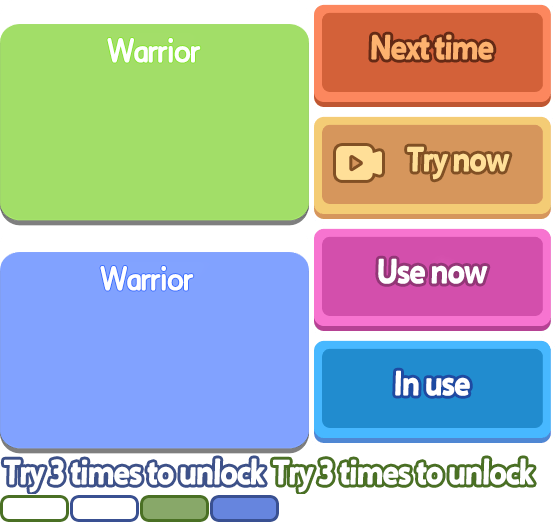 Warrior
Next time
Try now
Warrior
Use now
In use
Try 3 times to unlock
Try 3 times to unlock